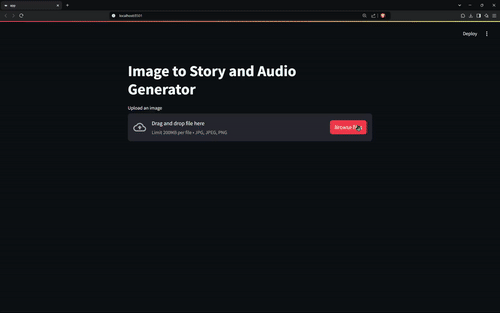 app
localhost:8501
Deploy
Image to Story and Audio
Generator
Upload an image
Drag and drop file here
Limit 200MB per file • JPG, JPEG, PNG
Browse files